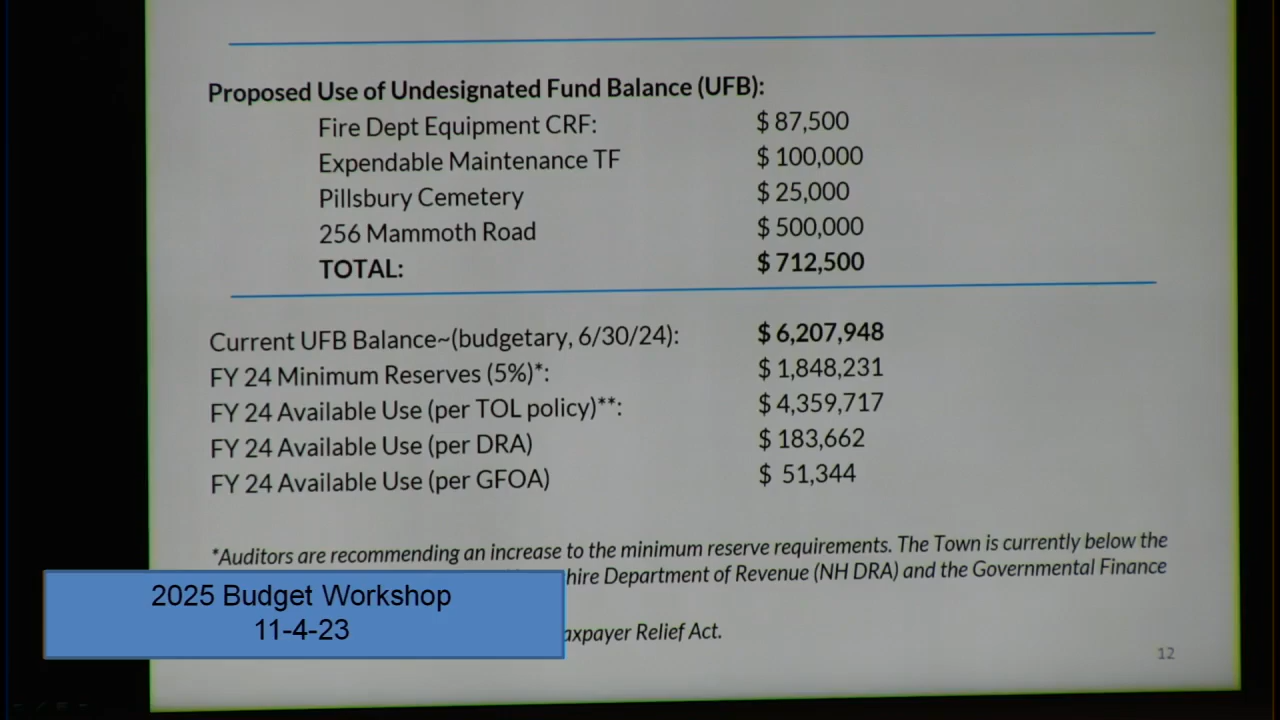 Proposed Use of Undesignated Fund Balance (UFB):
Fire Dept Equipment CRF: $ 87,500
Expendable Maintenance TF $ 100,000
Pillsbury Cemetery $ 25,000
256 Mammoth Road $ 500,000
TOTAL: $ 712,500
Current UFB Balance~(budgetary, 6/30/24): $ 6,207,948
FY 24 Minimum Reserves (5%)*: $ 1,848,231
FY 24 Available Use (per TOL policy)**: $ 4,359,717
FY 24 Available Use (per DRA) $ 183,662
FY 24 Available Use (per GFOA) $ 51,344
*Auditors are recommending an increase to the minimum reserve requirements. The Town is currently below the
hire Department of Revenue (NH DRA) and the Governmental Finance
axpayer Relief Act.
2025 Budget Workshop
11-4-23
12